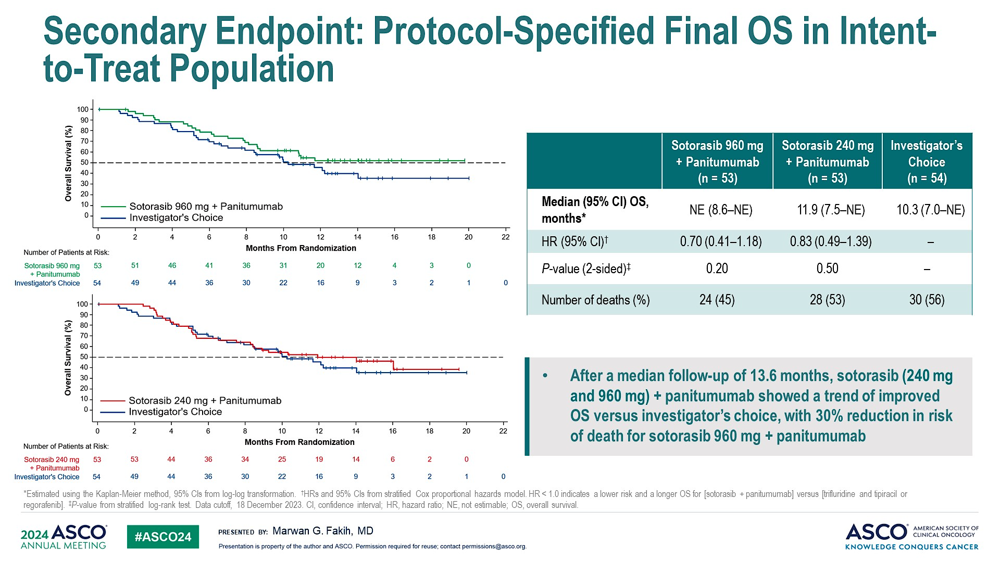 Secondary Endpoint: Protocol-Specified Final OS in Intent-
to-Treat Population
Overall Survival (%)
100
90
80
70
60
50
40
30
20
10
0
Sotorasib 960 mg + Panitumumab
Investigator's Choice
0 2 4 6 8 10 12 14 16 18 20 22
Months From Randomization
Number of Patients at Risk:
Sotorasib 960 mg 53 51 46 41 36 31 20 12 4 3 0
+ Panitumumab
Investigator's Choice 54 49 44 36 30 22 16 9 3 2 1 0
Overall Survival (%)
100
90
80
70
60
50
40
30
20
10
0
Sotorasib 240 mg + Panitumumab
Investigator's Choice
0 2 4 6 8 10 12 14 16 18 20 22
Months From Randomization
Number of Patients at Risk:
Sotorasib 240 mg 53 53 44 36 34 25 19 14 6 2 0
+ Panitumumab
Investigator's Choice 54 49 44 36 30 22 16 9 3 2 1 0
Sotorasib 960 mg Sotorasib 240 mg Investigator's
+ Panitumumab + Panitumumab Choice
(n = 53) (n = 53) (n = 54)
Median (95% CI) OS,
months* NE (8.6–NE) 11.9 (7.5–NE) 10.3 (7.0–NE)
HR (95% CI)† 0.70 (0.41–1.18) 0.83 (0.49–1.39) –
P-value (2-sided)‡ 0.20 0.50 –
Number of deaths (%) 24 (45) 28 (53) 30 (56)
• After a median follow-up of 13.6 months, sotorasib (240 mg
and 960 mg) + panitumumab showed a trend of improved
OS versus investigator's choice, with 30% reduction in risk
of death for sotorasib 960 mg + panitumumab
*Estimated using the Kaplan-Meier method, 95% CIs from log-log transformation. †HRs and 95% CIs from stratified Cox proportional hazards model. HR < 1.0 indicates a lower risk and a longer OS for [sotorasib + panitumumab] versus [trifluridine and tipiracil or
regorafenib]. ‡P-value from stratified log-rank test. Data cutoff, 18 December 2023. CI, confidence interval; HR, hazard ratio; NE, not estimable; OS, overall survival.
2024 ASCO®
ANNUAL MEETING
#ASCO24
PRESENTED BY: Marwan G. Fakih, MD
Presentation is property of the author and ASCO. Permission required for reuse; contact permissions@asco.org.
ASCO® AMERICAN SOCIETY OF
CLINICAL ONCOLOGY
KNOWLEDGE CONQUERS CANCER